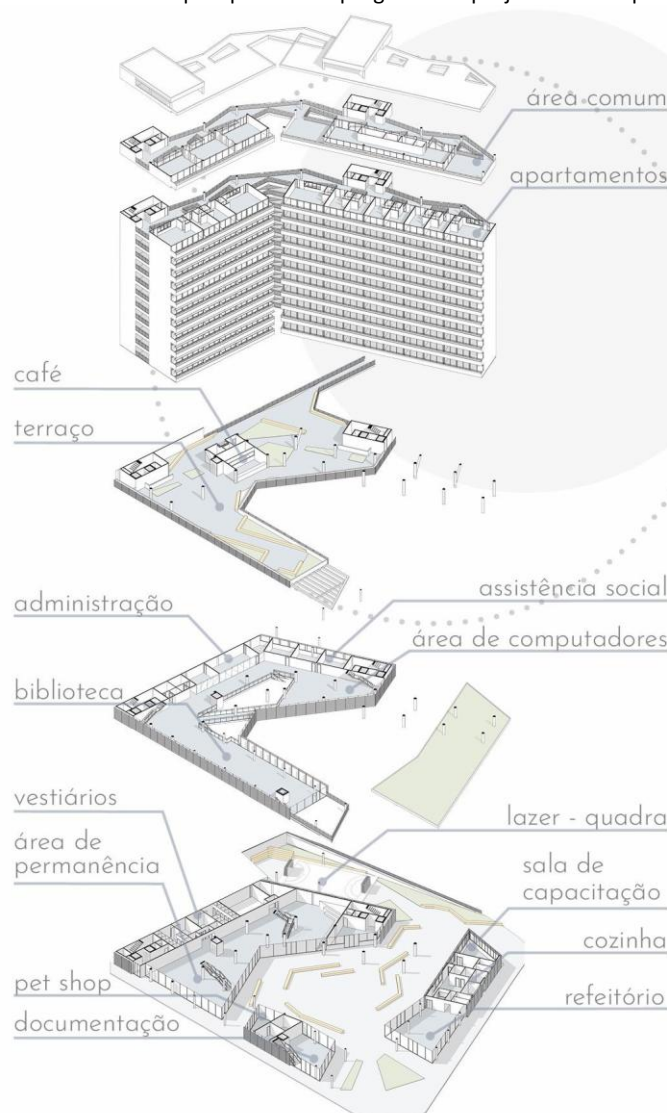 área comum
apartamentos
café
terraço
assistência social
administração
área de computadores
biblioteca
vestiários
lazer - quadra
área de
permanência
sala de
capacitação
cozinha
pet shop
refeitório
documentação